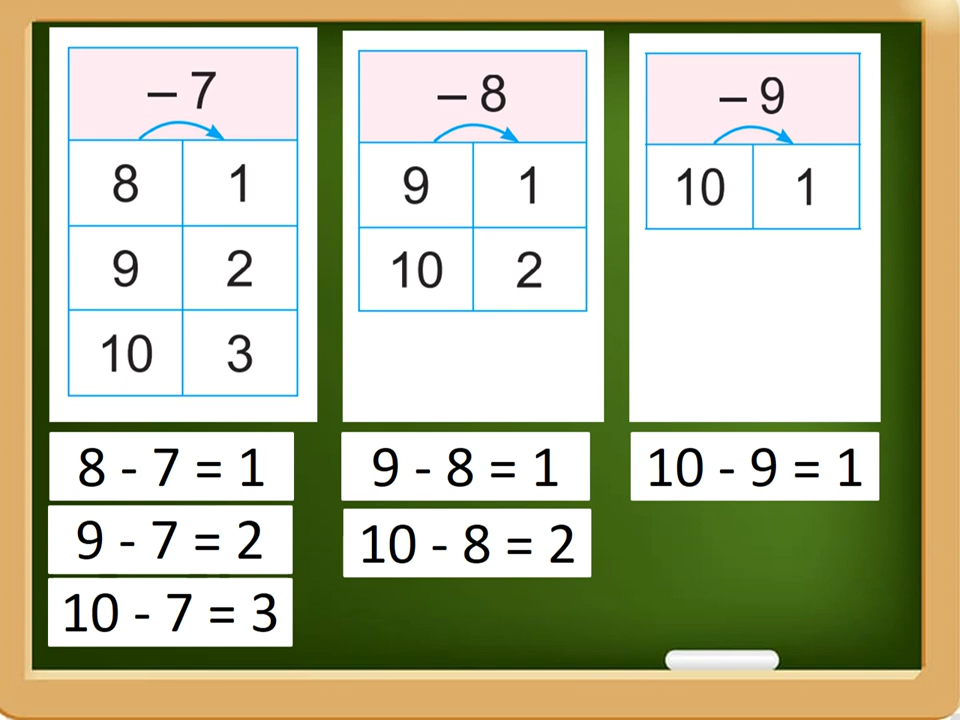 – 7
8 1
9 2
10 3
– 8
9 1
10 2
– 9
10 1
8 - 7 = 1
9 - 7 = 2
10 - 7 = 3
9 - 8 = 1
10 - 8 = 2
10 - 9 = 1